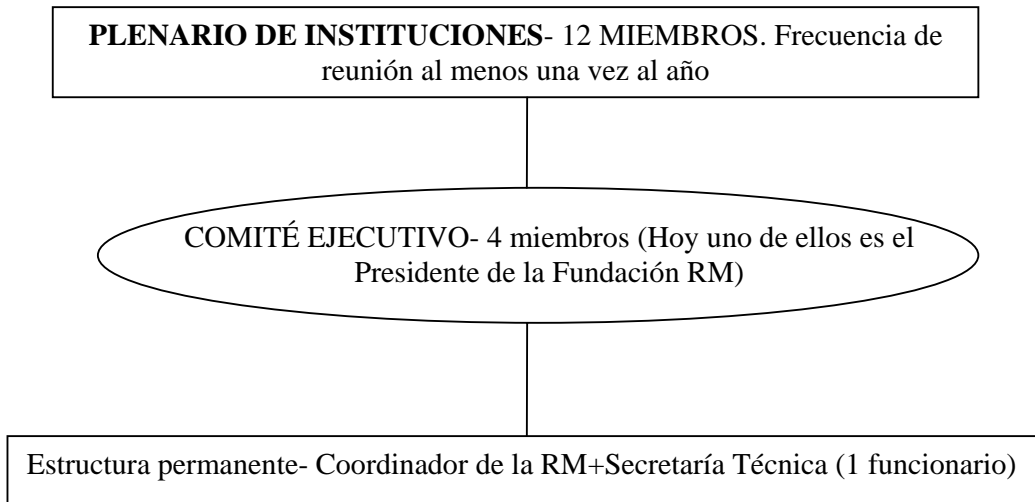 PLENARIO DE INSTITUCIONES- 12 MIEMBROS. Frecuencia de
reunión al menos una vez al año
COMITÉ EJECUTIVO- 4 miembros (Hoy uno de ellos es el
Presidente de la Fundación RM)
Estructura permanente- Coordinador de la RM+Secretaría Técnica (1 funcionario)